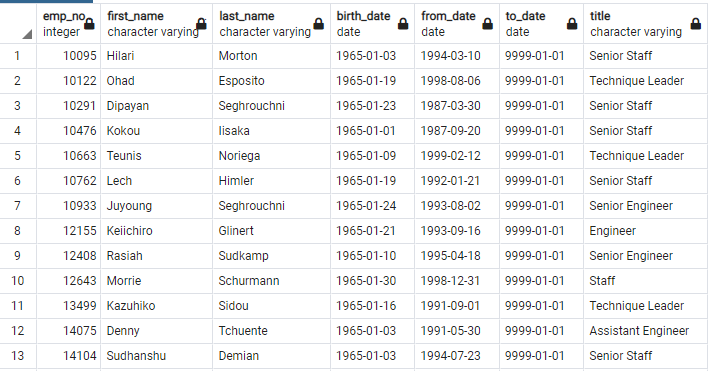 emp_no first_name last_name birth_date from_date to_date title
integer character varying character varying date date date character varying
1 10095 Hilari Morton 1965-01-03 1994-03-10 9999-01-01 Senior Staff
2 10122 Ohad Esposito 1965-01-19 1998-08-06 9999-01-01 Technique Leader
3 10291 Dipayan Seghrouchni 1965-01-23 1987-03-30 9999-01-01 Senior Staff
4 10476 Kokou Iisaka 1965-01-01 1987-09-20 9999-01-01 Senior Staff
5 10663 Teunis Noriega 1965-01-09 1999-02-12 9999-01-01 Technique Leader
6 10762 Lech Himler 1965-01-19 1992-01-21 9999-01-01 Senior Staff
7 10933 Juyoung Seghrouchni 1965-01-24 1993-08-02 9999-01-01 Senior Engineer
8 12155 Keiichiro Glinert 1965-01-21 1993-09-16 9999-01-01 Engineer
9 12408 Rasiah Sudkamp 1965-01-10 1995-04-18 9999-01-01 Senior Engineer
10 12643 Morrie Schurmann 1965-01-30 1998-12-31 9999-01-01 Staff
11 13499 Kazuhiko Sidou 1965-01-16 1991-09-01 9999-01-01 Technique Leader
12 14075 Denny Tchuente 1965-01-03 1991-05-30 9999-01-01 Assistant Engineer
13 14104 Sudhanshu Demian 1965-01-03 1994-07-23 9999-01-01 Senior Staff